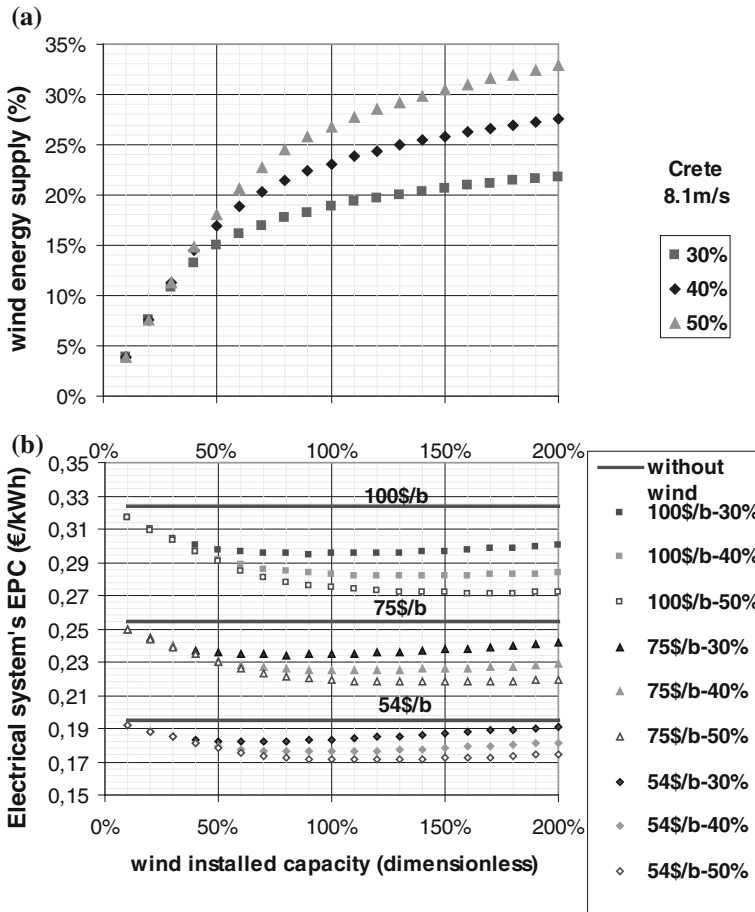 (a)
35%
30%
25%
20%
15%
10%
5%
0%
wind energy supply (%)
Crete
8.1m/s
30%
40%
50%
(b)
0%
50%
100%
150%
200%
0,35
0,33
0,31
0,29
0,27
0,25
0,23
0,21
0,19
0,17
0,15
Electrical system's EPC (€/kWh)
100$/b
75$/b
54$/b
0%
50%
100%
150%
200%
wind installed capacity (dimensionless)
without
wind
100$/b-30%
100$/b-40%
100$/b-50%
75$/b-30%
75$/b-40%
75$/b-50%
54$/b-30%
54$/b-40%
54$/b-50%